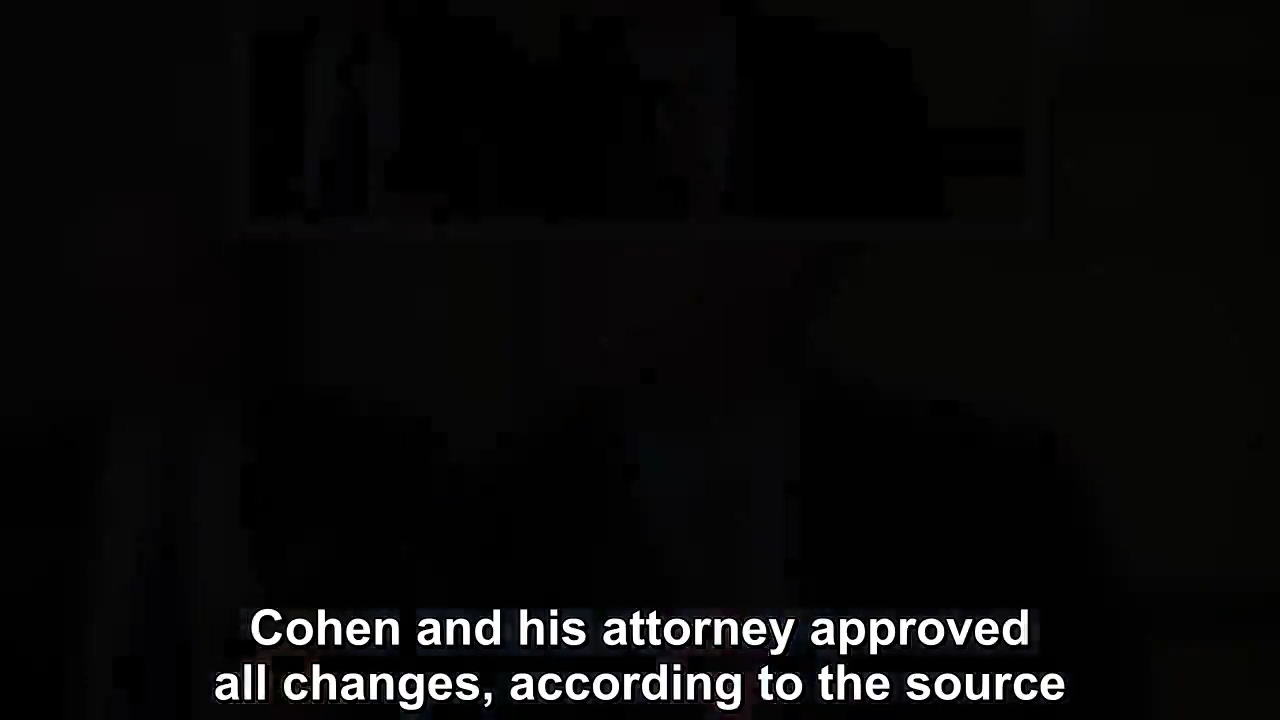 Cohen and his attorney approved
all changes, according to the source